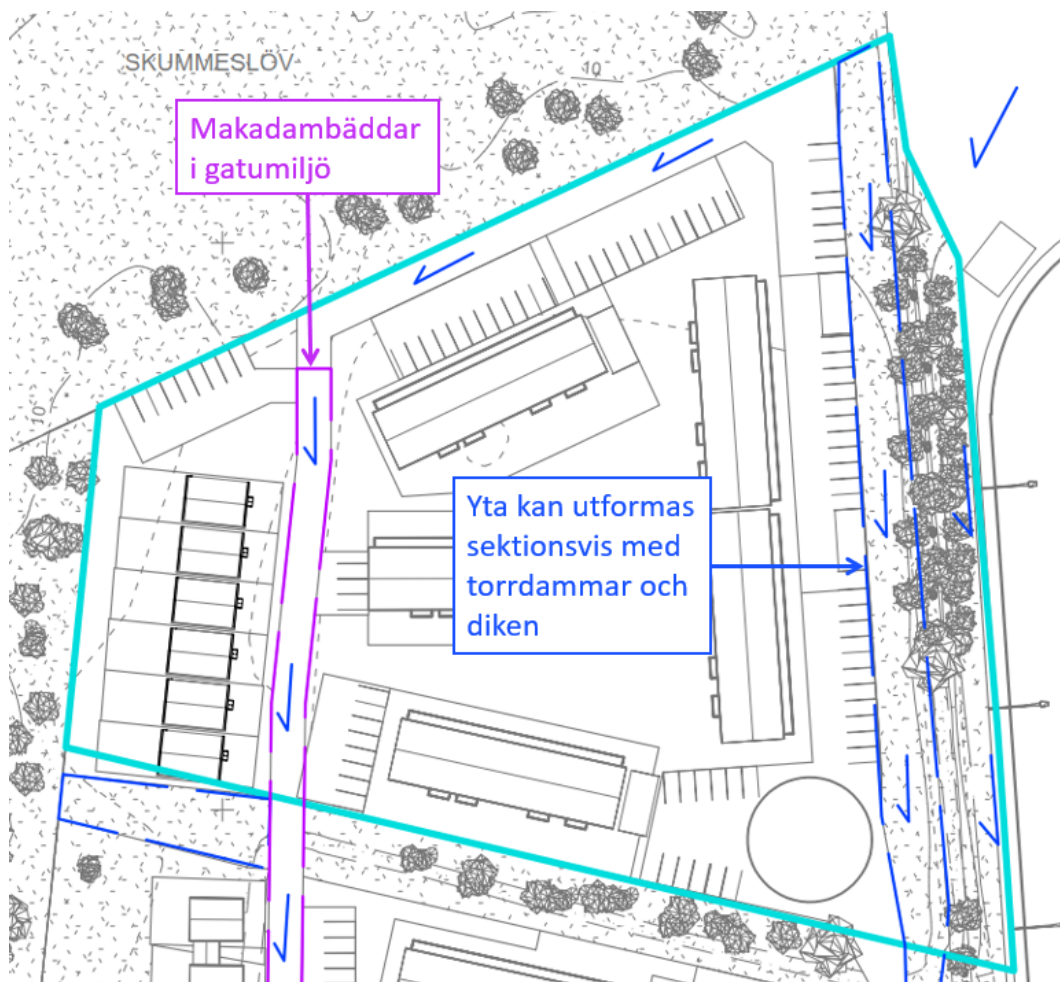 SKUMMESLÖV
10
Makadambäddar
i gatumiljö
10
Yta kan utformas
sektionsvis med
torrdammar och
diken